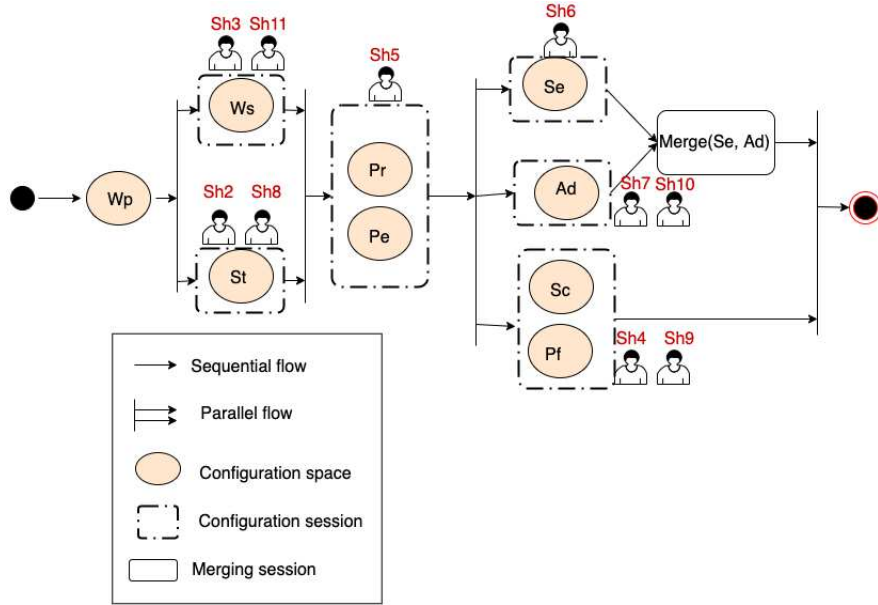 Sh3 Sh11
Ws
Sh2 Sh8
St
Wp
Sh5
Pr
Pe
Sh6
Se
Ad
Sh7 Sh10
Merge(Se, Ad)
Sc
Pf
Sh4 Sh9
Sequential flow
Parallel flow
Configuration space
Configuration session
Merging session